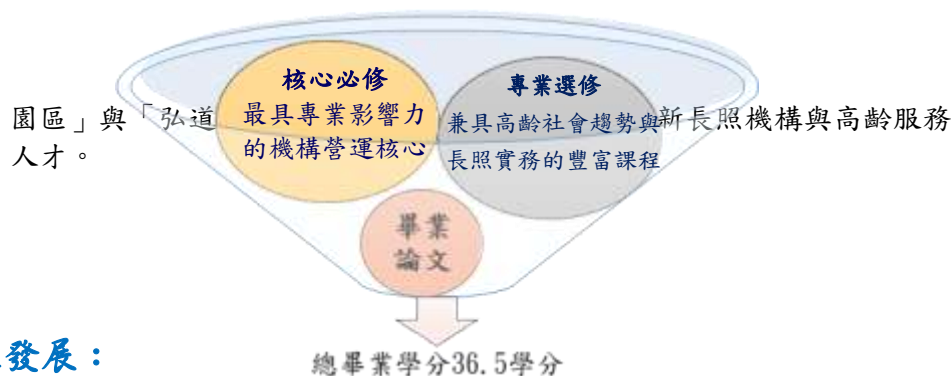 核心必修
最具專業影響力
的機構營運核心
專業選修
兼具高齡社會趨勢與
長照實務的豐富課程
園區」與「弘道
新長照機構與高齡服務
人才。
畢業
論文
總畢業學分36.5學分
發展：